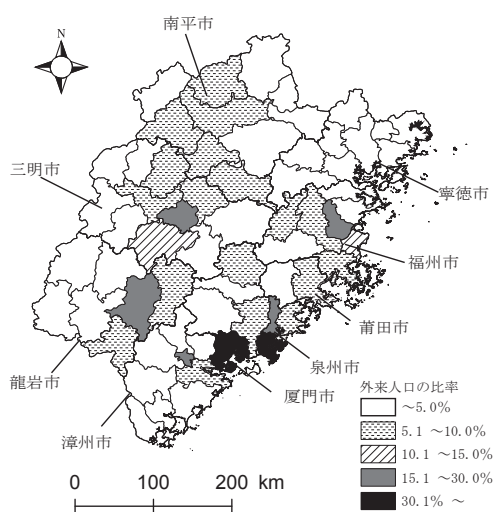 南平市
N
三明市
寧徳市
福州市
莆田市
泉州市
龍岩市
厦門市
漳州市
外来人口の比率
～5.0%
5.1 ～10.0%
10.1 ～15.0%
15.1 ～30.0%
30.1% ～
0 100 200 km